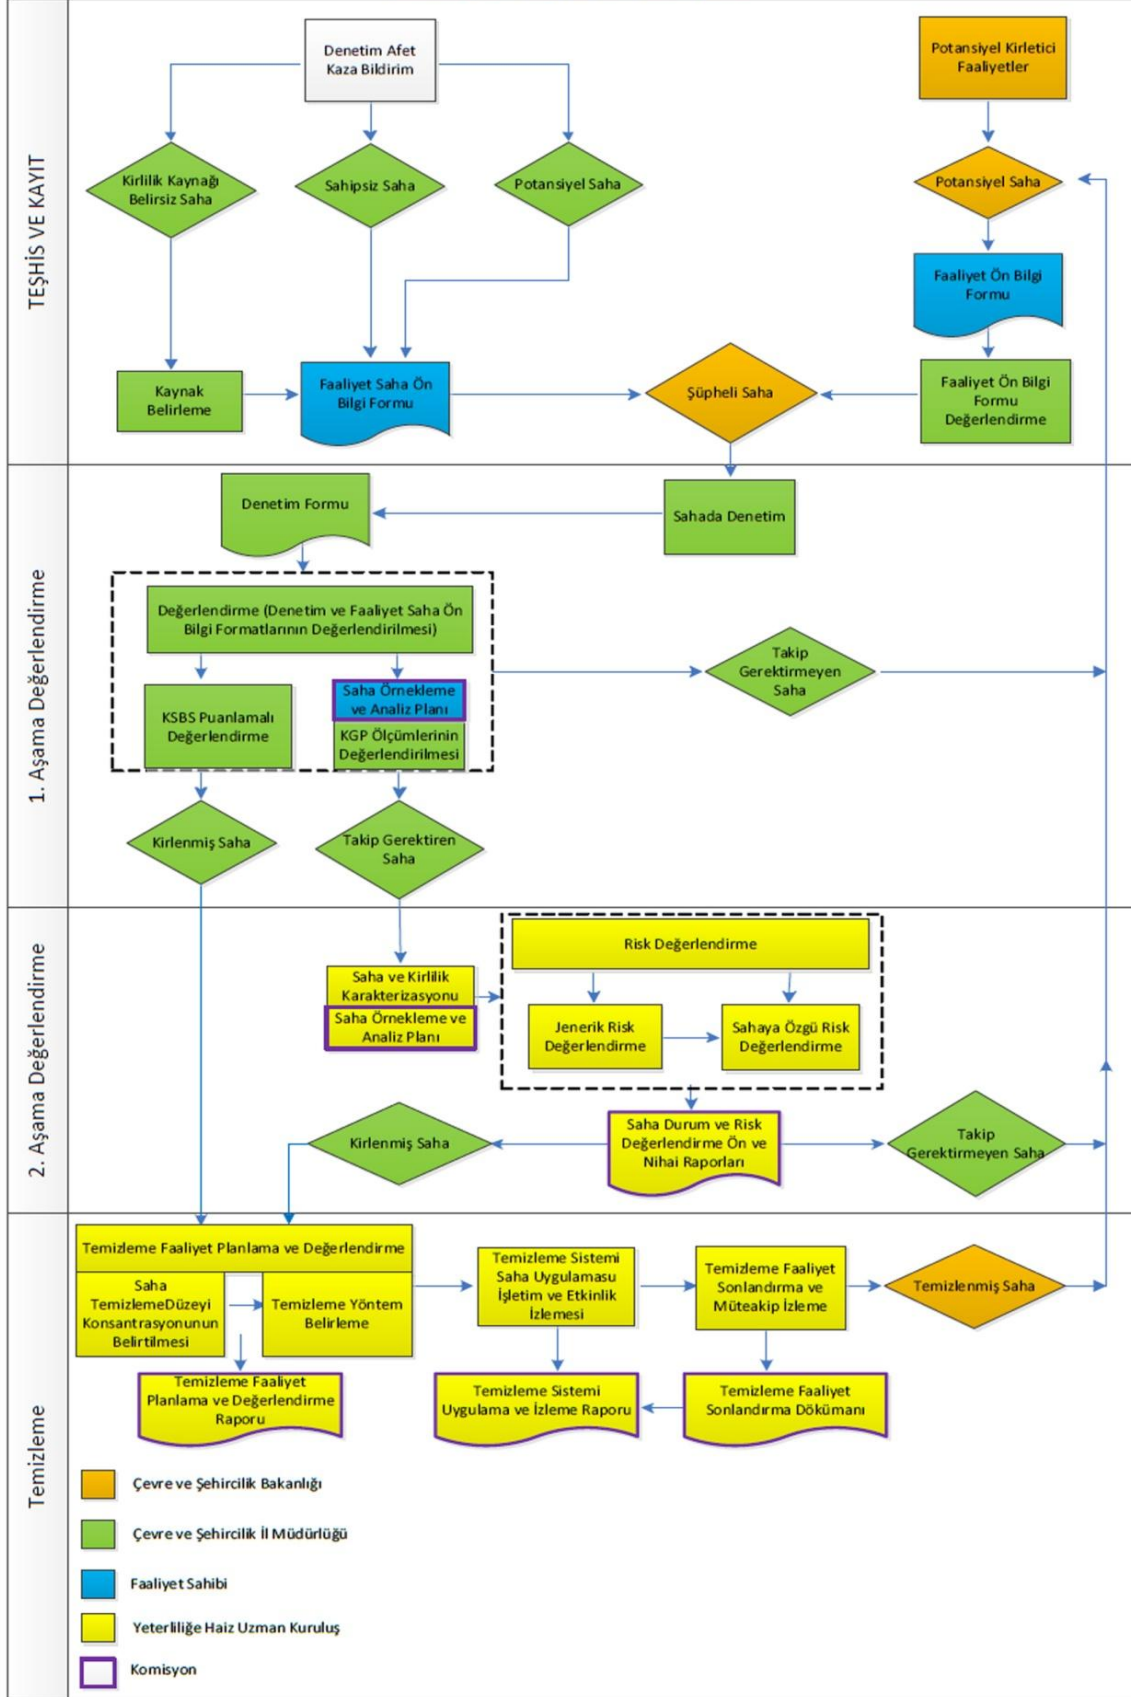 TEŞHİS VE KAYIT
Denetim Afet
Kaza Bildirim
Potansiyel Kirletici
Faaliyetler
Kirlilik Kaynağı
Belirsiz Saha
Sahipsiz Saha
Potansiyel Saha
Potansiyel Saha
Faaliyet Ön Bilgi
Formu
Kaynak
Belirleme
Faaliyet Saha Ön
Bilgi Formu
Şüpheli Saha
Faaliyet Ön Bilgi
Formu
Değerlendirme
1. Aşama Değerlendirme
Denetim Formu
Sahada Denetim
Değerlendirme (Denetim ve Faaliyet Saha Ön
Bilgi Formatlarının Değerlendirilmesi)
KSBS Puanlamalı
Değerlendirme
Saha Örnekleme
ve Analiz Planı
KGP Ölçümlerinin
Değerlendirilmesi
Takip
Gerektirmeyen
Saha
Kirlenmiş Saha
Takip Gerektiren
Saha
2. Aşama Değerlendirme
Risk Değerlendirme
Saha ve Kirlilik
Karakterizasyonu
Saha Örnekleme ve
Analiz Planı
Jenerik Risk
Değerlendirme
Sahaya Özgü Risk
Değerlendirme
Kirlenmiş Saha
Saha Durum ve Risk
Değerlendirme Ön ve
Nihai Raporları
Takip
Gerektirmeyen Saha
Temizleme
Temizleme Faaliyet Planlama ve Değerlendirme
Saha
TemizlemeDüzeyi
Konsantrasyonunun
Belirtilmesi
Temizleme Yöntem
Belirleme
Temizleme Sistemi
Saha Uygulaması
İşletim ve Etkinlik
İzlemesi
Temizleme Faaliyet
Sonlandırma ve
Müteakip İzleme
Temizlenmiş Saha
Temizleme Faaliyet
Planlama ve Değerlendirme
Raporu
Temizleme Sistemi
Uygulama ve İzleme Raporu
Temizleme Faaliyet
Sonlandırma Dökümanı
Çevre ve Şehircilik Bakanlığı
Çevre ve Şehircilik İl Müdürlüğü
Faaliyet Sahibi
Yeterliliğe Haiz Uzman Kuruluş
Komisyon